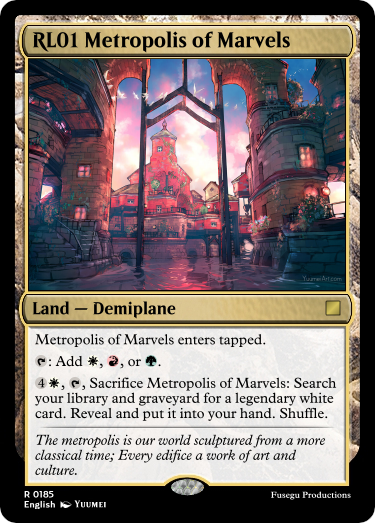 RL01 Metropolis of Marvels
YuumeiArt.com
Land — Demiplane
Metropolis of Marvels enters tapped.
: Add , , or .
4, , Sacrifice Metropolis of Marvels: Search
your library and graveyard for a legendary white
card. Reveal and put it into your hand. Shuffle.
The metropolis is our world sculptured from a more
classical time; Every edifice a work of art and
culture.
R 0185
Fusegu Productions
English Yuumei